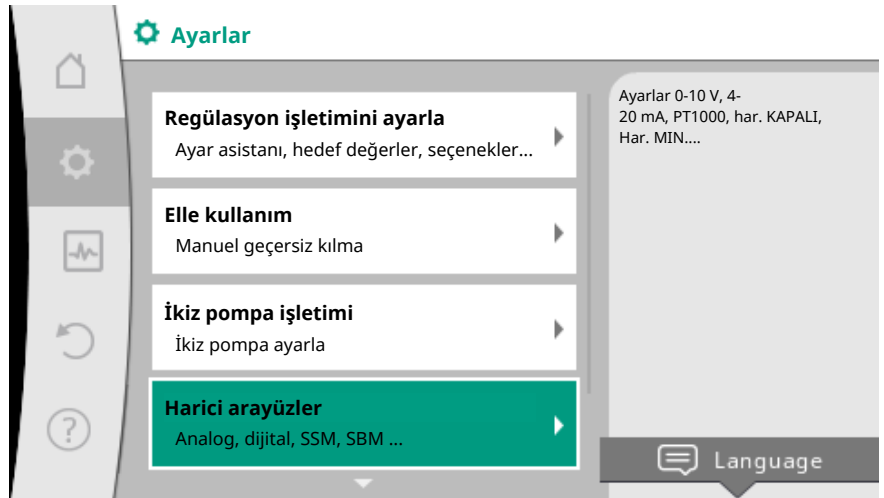 Ayarlar
Regülasyon işletimini ayarla
Ayar asistanı, hedef değerler, seçenekler...
Elle kullanım
Manuel geçersiz kılma
İkiz pompa işletimi
İkiz pompa ayarla
Harici arayüzler
Analog, dijital, SSM, SBM ...
Ayarlar 0-10 V, 4-
20 mA, PT1000, har. KAPALI,
Har. MIN....
Language
?